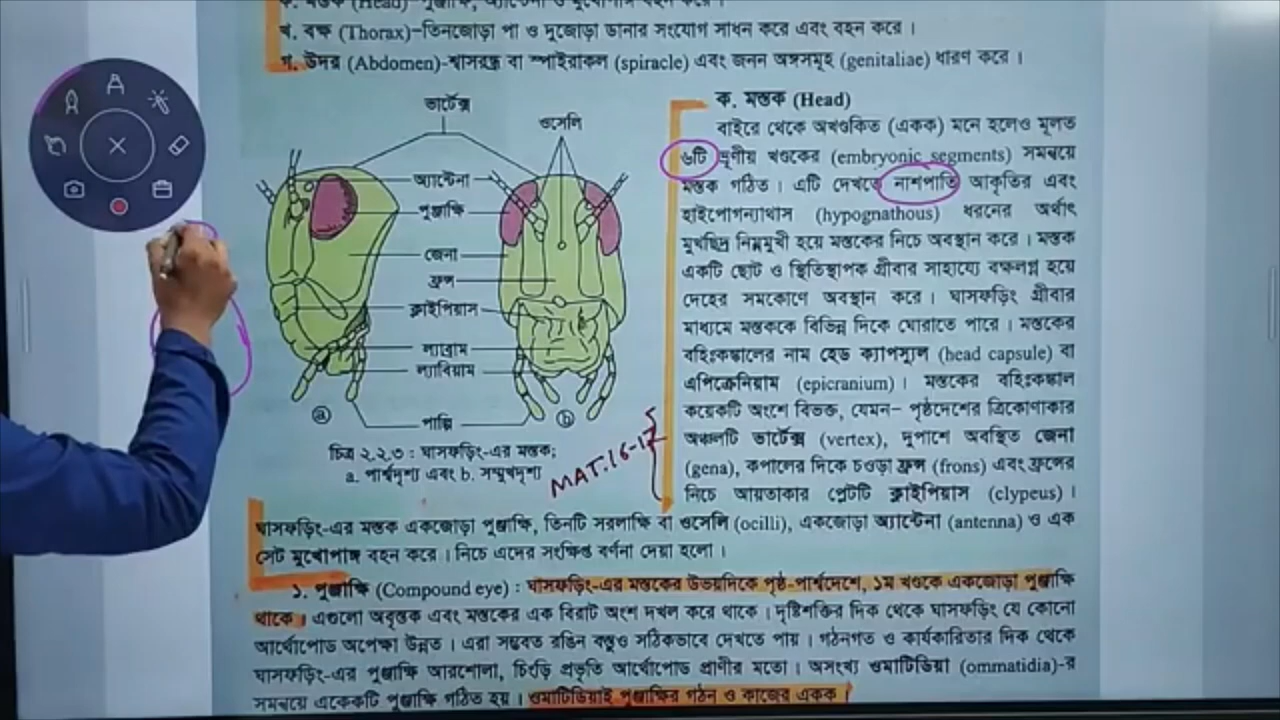 ক. মস্তক (Head)-পুঞ্জাক্ষি, অ্যান্টেনা ও মুখোপাঙ্গ বহন করে ।
খ. বক্ষ (Thorax)-তিনজোড়া পা ও দুজোড়া ডানার সংযোগ সাধন করে এবং বহন করে ।
গ. উদর (Abdomen)-শ্বাসরন্ধ্র বা স্পাইরাকল (spiracle) এবং জনন অঙ্গসমূহ (genitaliae) ধারণ করে ।
ভার্টেক্স
ওসেলি
অ্যান্টেনা
পুঞ্জাক্ষি
জেনা
ফ্রন্স
ক্লাইপিয়াস
ল্যাব্রাম
ল্যাবিয়াম
পাল্পি
a
b
চিত্র ২.২.৩ : ঘাসফড়িং-এর মস্তক;
a. পার্শ্বদৃশ্য এবং b. সম্মুখদৃশ্য
MAT:16-17
ক. মস্তক (Head)
বাইরে থেকে অখণ্ডকিত (একক) মনে হলেও মূলত
৬টি ভ্রূণীয় খণ্ডকের (embryonic segments) সমন্বয়ে
মস্তক গঠিত । এটি দেখতে নাশপাতি আকৃতির এবং
হাইপোগন্যাথাস (hypognathous) ধরনের অর্থাৎ
মুখছিদ্র নিম্নমুখী হয়ে মস্তকের নিচে অবস্থান করে । মস্তক
একটি ছোট ও স্থিতিস্থাপক গ্রীবার সাহায্যে বক্ষলগ্ন হয়ে
দেহের সমকোণে অবস্থান করে । ঘাসফড়িং গ্রীবার
মাধ্যমে মস্তককে বিভিন্ন দিকে ঘোরাতে পারে । মস্তকের
বহিঃকঙ্কালের নাম হেড ক্যাপস্যুল (head capsule) বা
এপিক্রেনিয়াম (epicranium) । মস্তকের বহিঃকঙ্কাল
কয়েকটি অংশে বিভক্ত, যেমন– পৃষ্ঠদেশের ত্রিকোণাকার
অঞ্চলটি ভার্টেক্স (vertex), দুপাশে অবস্থিত জেনা
(gena), কপালের দিকে চওড়া ফ্রন্স (frons) এবং ফ্রন্সের
নিচে আয়তাকার প্লেটটি ক্লাইপিয়াস (clypeus) ।
ঘাসফড়িং-এর মস্তক একজোড়া পুঞ্জাক্ষি, তিনটি সরলাক্ষি বা ওসেলি (ocilli), একজোড়া অ্যান্টেনা (antenna) ও এক
সেট মুখোপাঙ্গ বহন করে । নিচে এদের সংক্ষিপ্ত বর্ণনা দেয়া হলো ।
১. পুঞ্জাক্ষি (Compound eye) : ঘাসফড়িং-এর মস্তকের উভয়দিকে পৃষ্ঠ-পার্শ্বদেশে, ১ম খণ্ডকে একজোড়া পুঞ্জাক্ষি
থাকে । এগুলো অবৃন্তক এবং মস্তকের এক বিরাট অংশ দখল করে থাকে । দৃষ্টিশক্তির দিক থেকে ঘাসফড়িং যে কোনো
আর্থোপোড অপেক্ষা উন্নত । এরা সম্ভবত রঙিন বস্তুও সঠিকভাবে দেখতে পায় । গঠনগত ও কার্যকারিতার দিক থেকে
ঘাসফড়িং-এর পুঞ্জাক্ষি আরশোলা, চিংড়ি প্রভৃতি আর্থোপোড প্রাণীর মতো । অসংখ্য ওমাটিডিয়া (ommatidia)-র
সমন্বয়ে একেকটি পুঞ্জাক্ষি গঠিত হয় । ওমাটিডিয়াই পুঞ্জাক্ষির গঠন ও কাজের একক ।